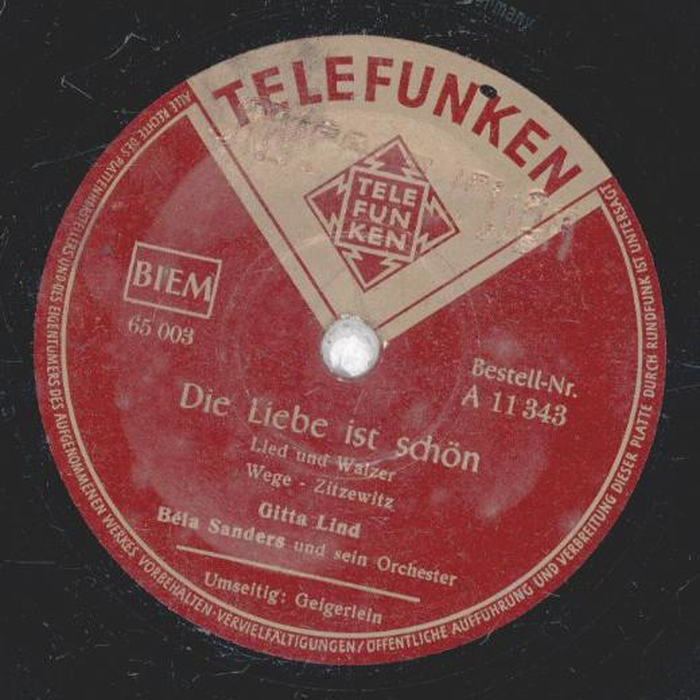 TELEFUNKEN
TELE
FUN
KEN
BIEM
65 003
Bestell-Nr.
A 11 343
Die Liebe ist schön
Lied und Walzer
Wege - Zitzewitz
Gitta Lind
Béla Sanders und sein Orchester
Umseitig: Geigerlein
ALLE RECHTE DES PLATTENHERSTELLERS UND DES EIGENTÜMERS DES AUFGENOMMENEN WERKES VORBEHALTEN · VERVIELFÄLTIGUNGEN / ÖFFENTLICHE AUFFÜHRUNG UND VERBREITUNG DIESER PLATTE DURCH RUNDFUNK IST UNTERSAGT